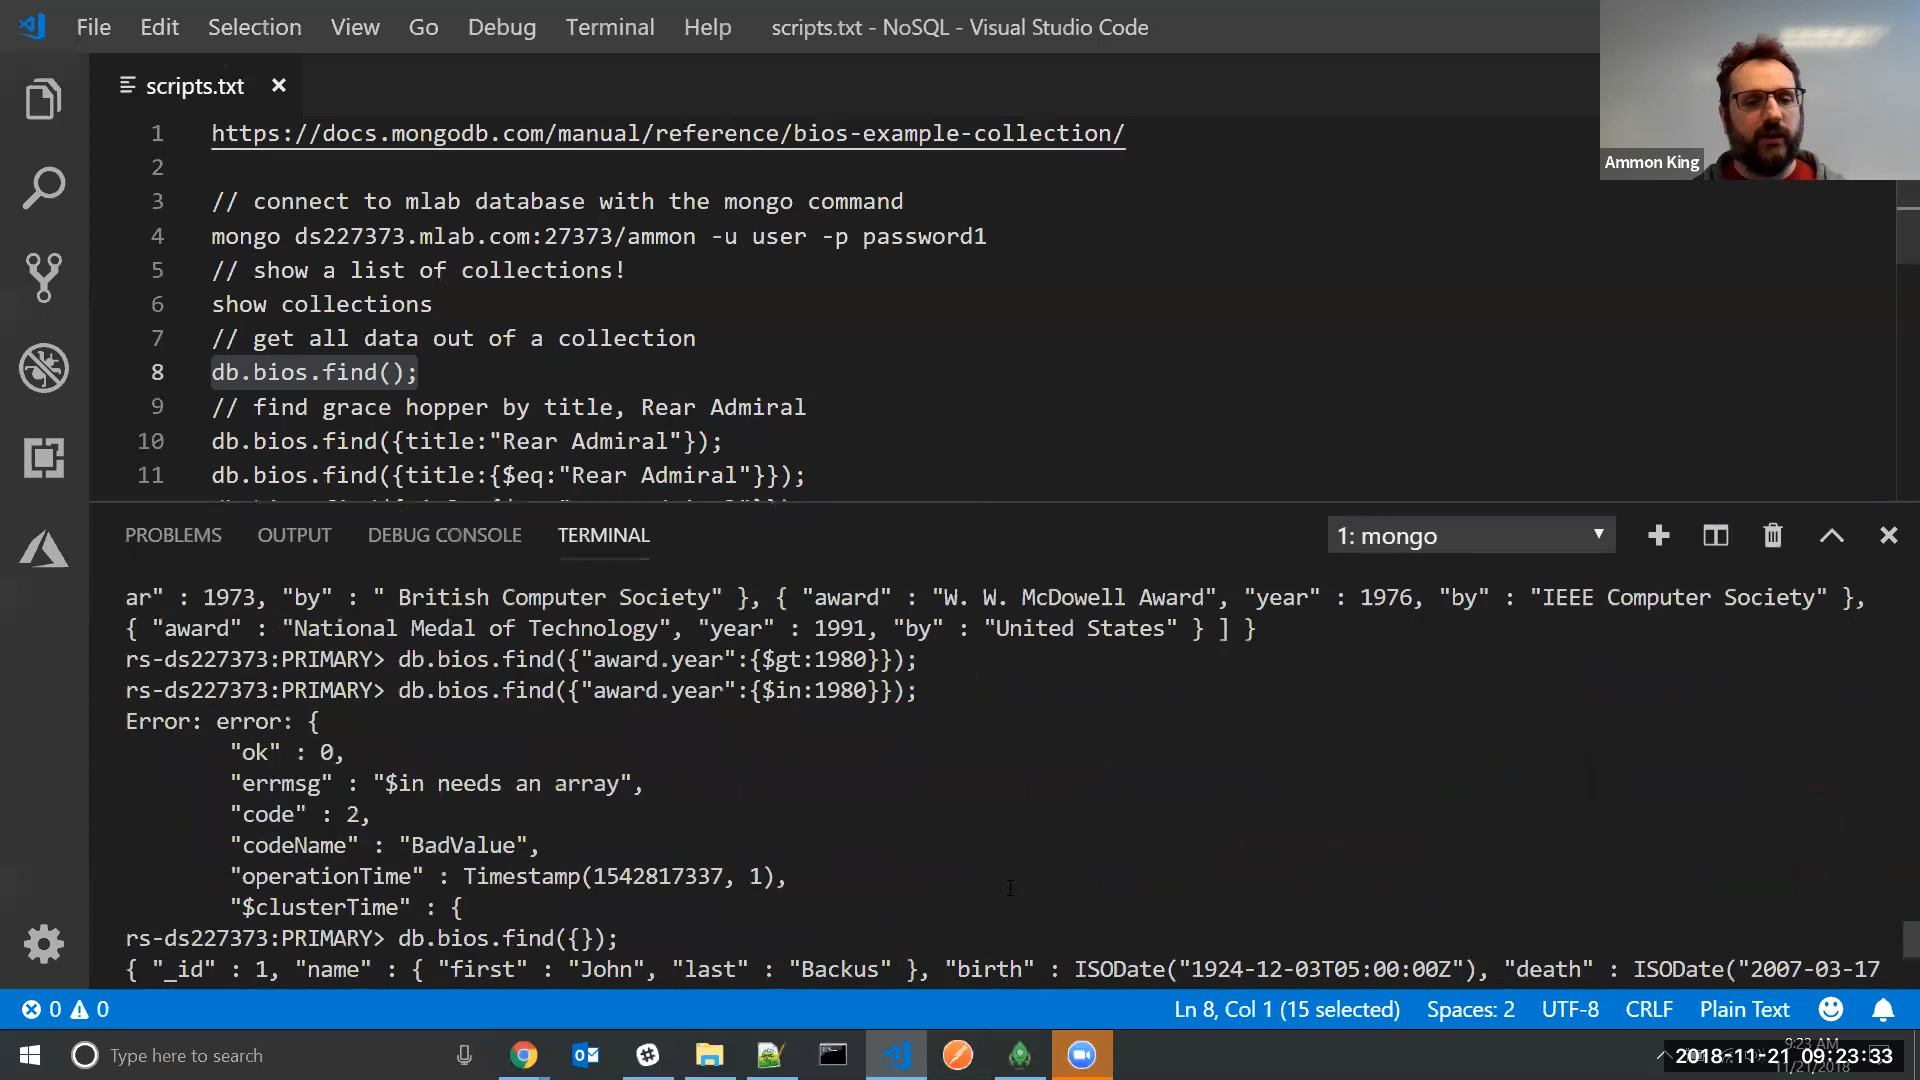 File Edit Selection View Go Debug Terminal Help scripts.txt - NoSQL - Visual Studio Code
scripts.txt
Ammon King
1 https://docs.mongodb.com/manual/reference/bios-example-collection/
2
3 // connect to mlab database with the mongo command
4 mongo ds227373.mlab.com:27373/ammon -u user -p password1
5 // show a list of collections!
6 show collections
7 // get all data out of a collection
8 db.bios.find();
9 // find grace hopper by title, Rear Admiral
10 db.bios.find({title:"Rear Admiral"});
11 db.bios.find({title:{$eq:"Rear Admiral"}});
PROBLEMS OUTPUT DEBUG CONSOLE TERMINAL 1: mongo
ar" : 1973, "by" : " British Computer Society" }, { "award" : "W. W. McDowell Award", "year" : 1976, "by" : "IEEE Computer Society" },
{ "award" : "National Medal of Technology", "year" : 1991, "by" : "United States" } ] }
rs-ds227373:PRIMARY> db.bios.find({"award.year":{$gt:1980}});
rs-ds227373:PRIMARY> db.bios.find({"award.year":{$in:1980}});
Error: error: {
"ok" : 0,
"errmsg" : "$in needs an array",
"code" : 2,
"codeName" : "BadValue",
"operationTime" : Timestamp(1542817337, 1),
"$clusterTime" : {
rs-ds227373:PRIMARY> db.bios.find({});
{ "_id" : 1, "name" : { "first" : "John", "last" : "Backus" }, "birth" : ISODate("1924-12-03T05:00:00Z"), "death" : ISODate("2007-03-17
0 0 Ln 8, Col 1 (15 selected) Spaces: 2 UTF-8 CRLF Plain Text
Type here to search
9:23 AM
2018-11-21 09:23:33
11/21/2018